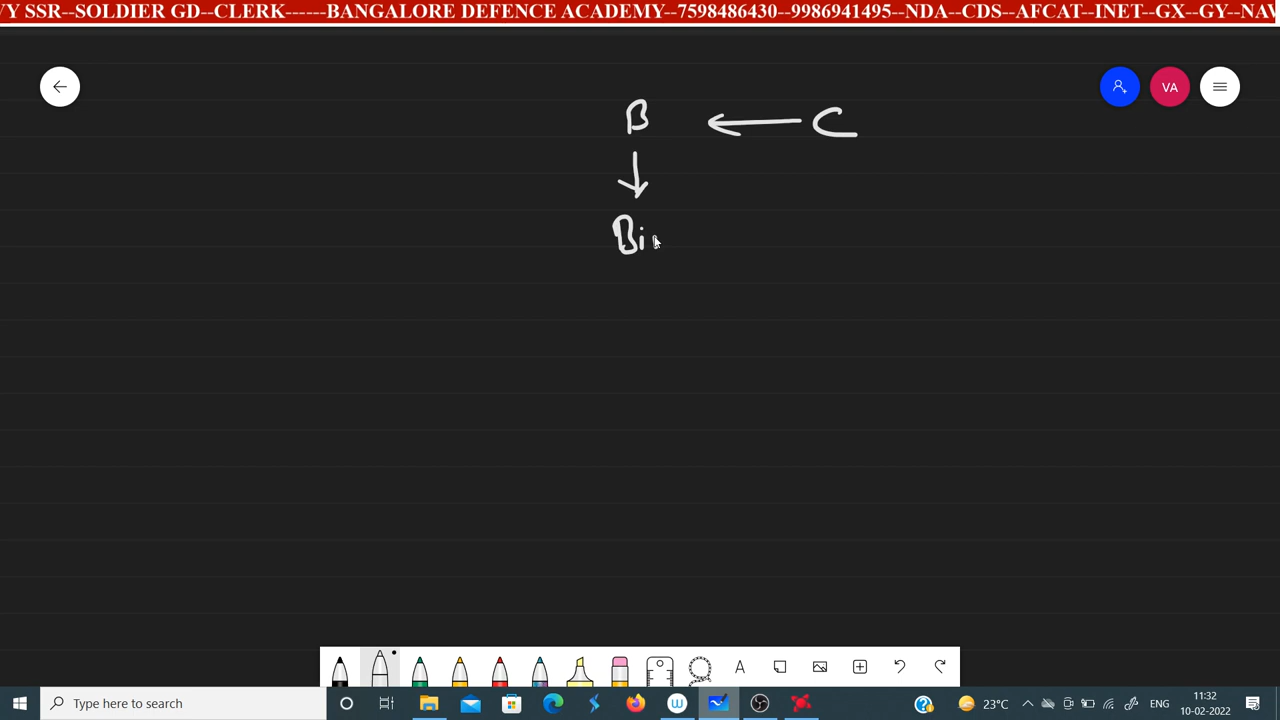 VY SSR--SOLDIER GD--CLERK------BANGALORE DEFENCE ACADEMY--7598486430--9986941495--NDA--CDS--AFCAT--INET--GX--GY--NAV
VA
B ← C
↓
Bi
A
Type here to search
23°C
ENG
11:32
10-02-2022